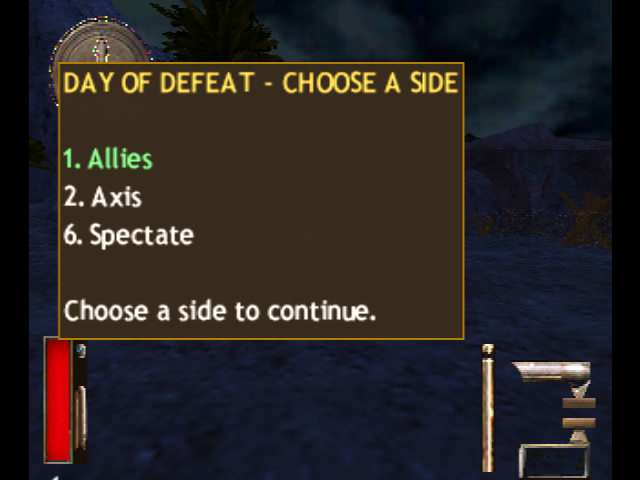 DAY OF DEFEAT - CHOOSE A SIDE
1. Allies
2. Axis
6. Spectate
Choose a side to continue.